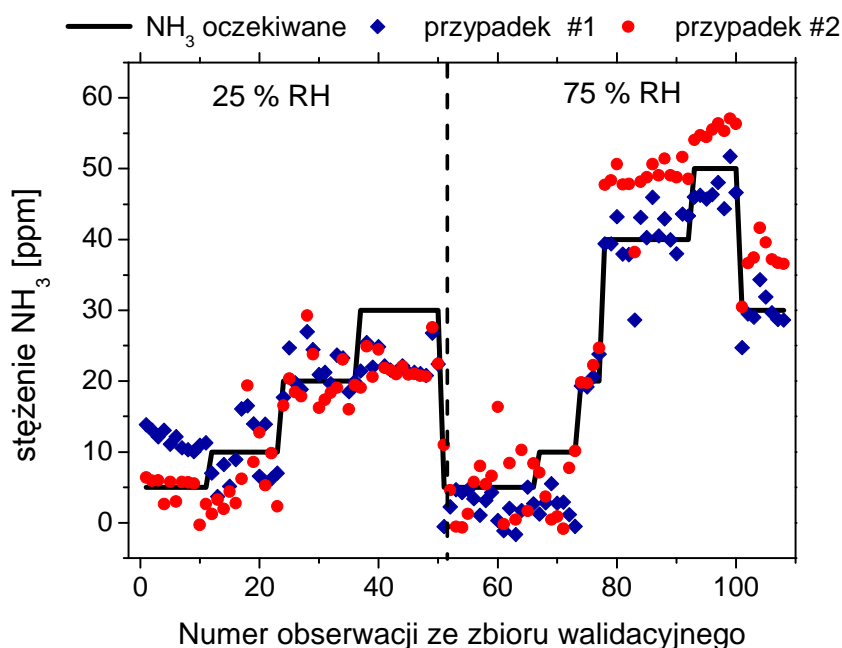 NH3 oczekiwane przypadek #1 przypadek #2
25 % RH 75 % RH
60
50
40
30
20
10
0
stężenie NH3 [ppm]
0 20 40 60 80 100
Numer obserwacji ze zbioru walidacyjnego